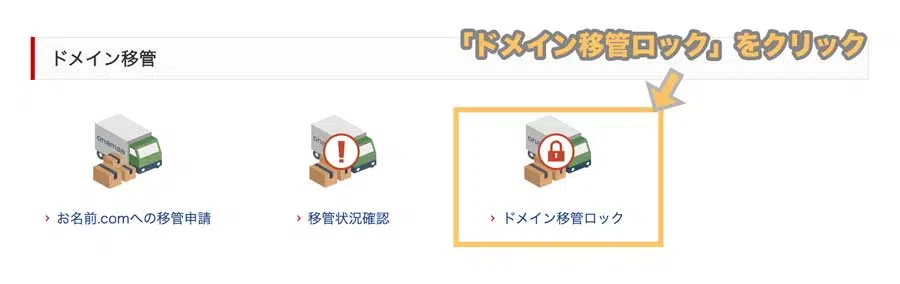 「ドメイン移管ロック」をクリック
ドメイン移管
onamae
onamae
onamae
› お名前.comへの移管申請
› 移管状況確認
› ドメイン移管ロック